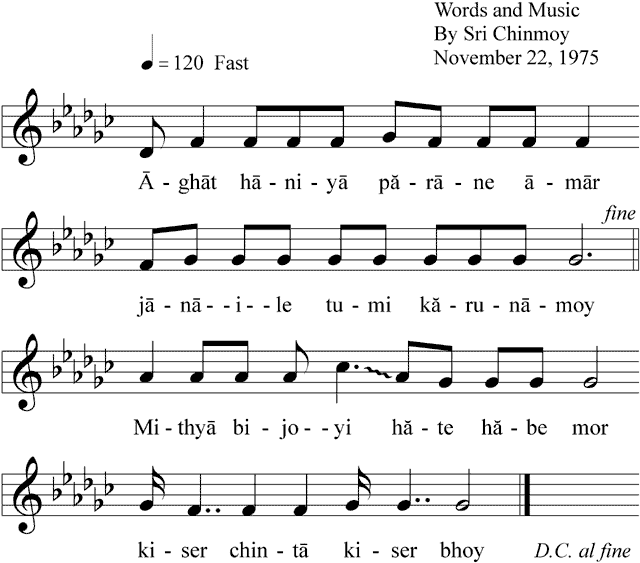 Words and Music
By Sri Chinmoy
November 22, 1975
= 120 Fast
Ā - ghāt hā - ni - yā pă - rā - ne ā - mār
fine
jā - nā - - i - - le tu - mi kă - ru - nā - moy
Mi - thyā bi - jo - - yi hă - te hă - be mor
ki - ser chin - tā ki - ser bhoy D.C. al fine